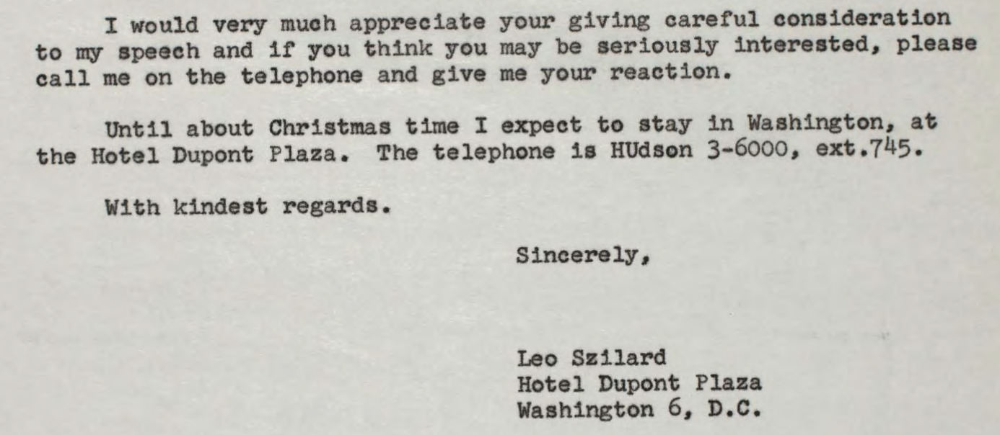 I would very much appreciate your giving careful consideration
to my speech and if you think you may be seriously interested, please
call me on the telephone and give me your reaction.
Until about Christmas time I expect to stay in Washington, at
the Hotel Dupont Plaza. The telephone is HUdson 3-6000, ext.745.
With kindest regards.
Sincerely,
Leo Szilard
Hotel Dupont Plaza
Washington 6, D.C.